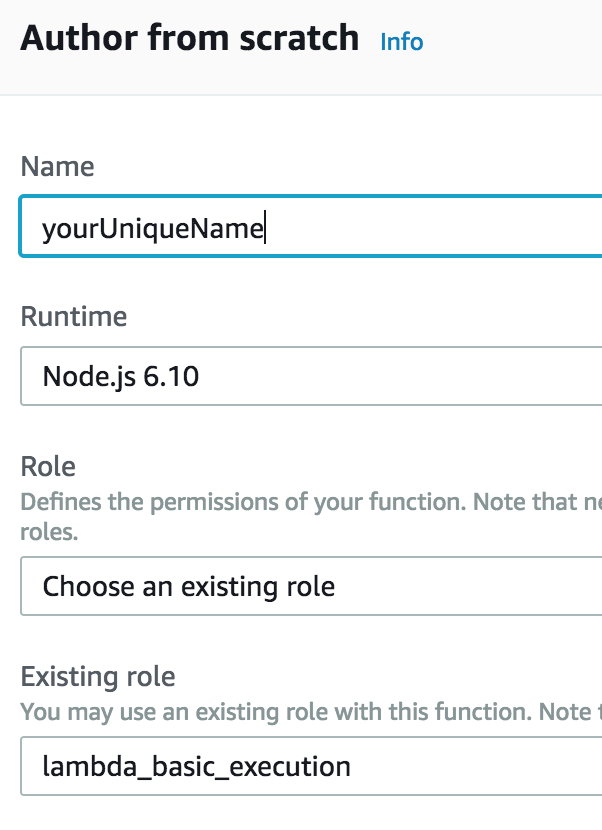 Author from scratch Info
Name
yourUniqueName
Runtime
Node.js 6.10
Role
Defines the permissions of your function. Note that
roles.
Choose an existing role
Existing role
You may use an existing role with this function. Note
lambda_basic_execution